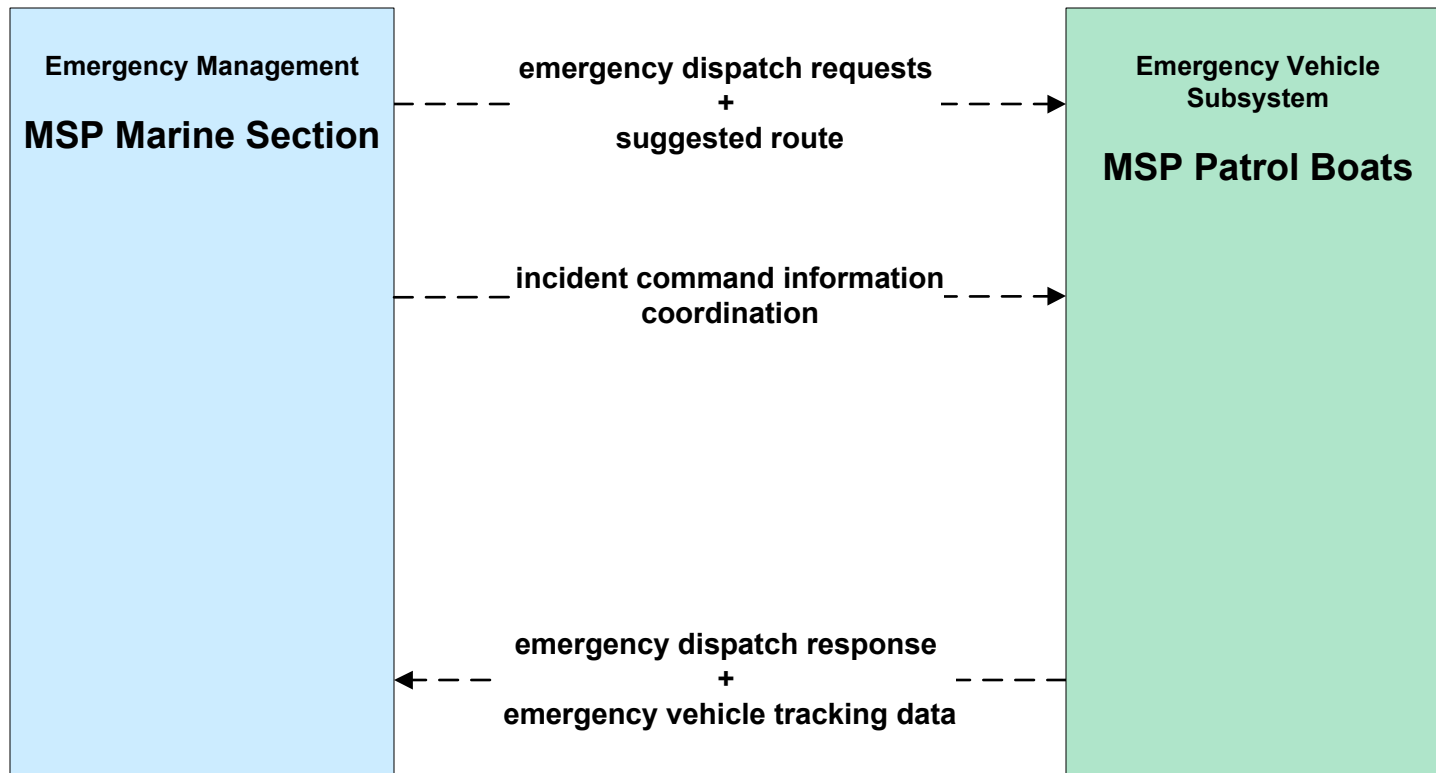 Emergency Management
MSP Marine Section
emergency dispatch requests
+
suggested route
incident command information
coordination
emergency dispatch response
+
emergency vehicle tracking data
Emergency Vehicle
Subsystem
MSP Patrol Boats